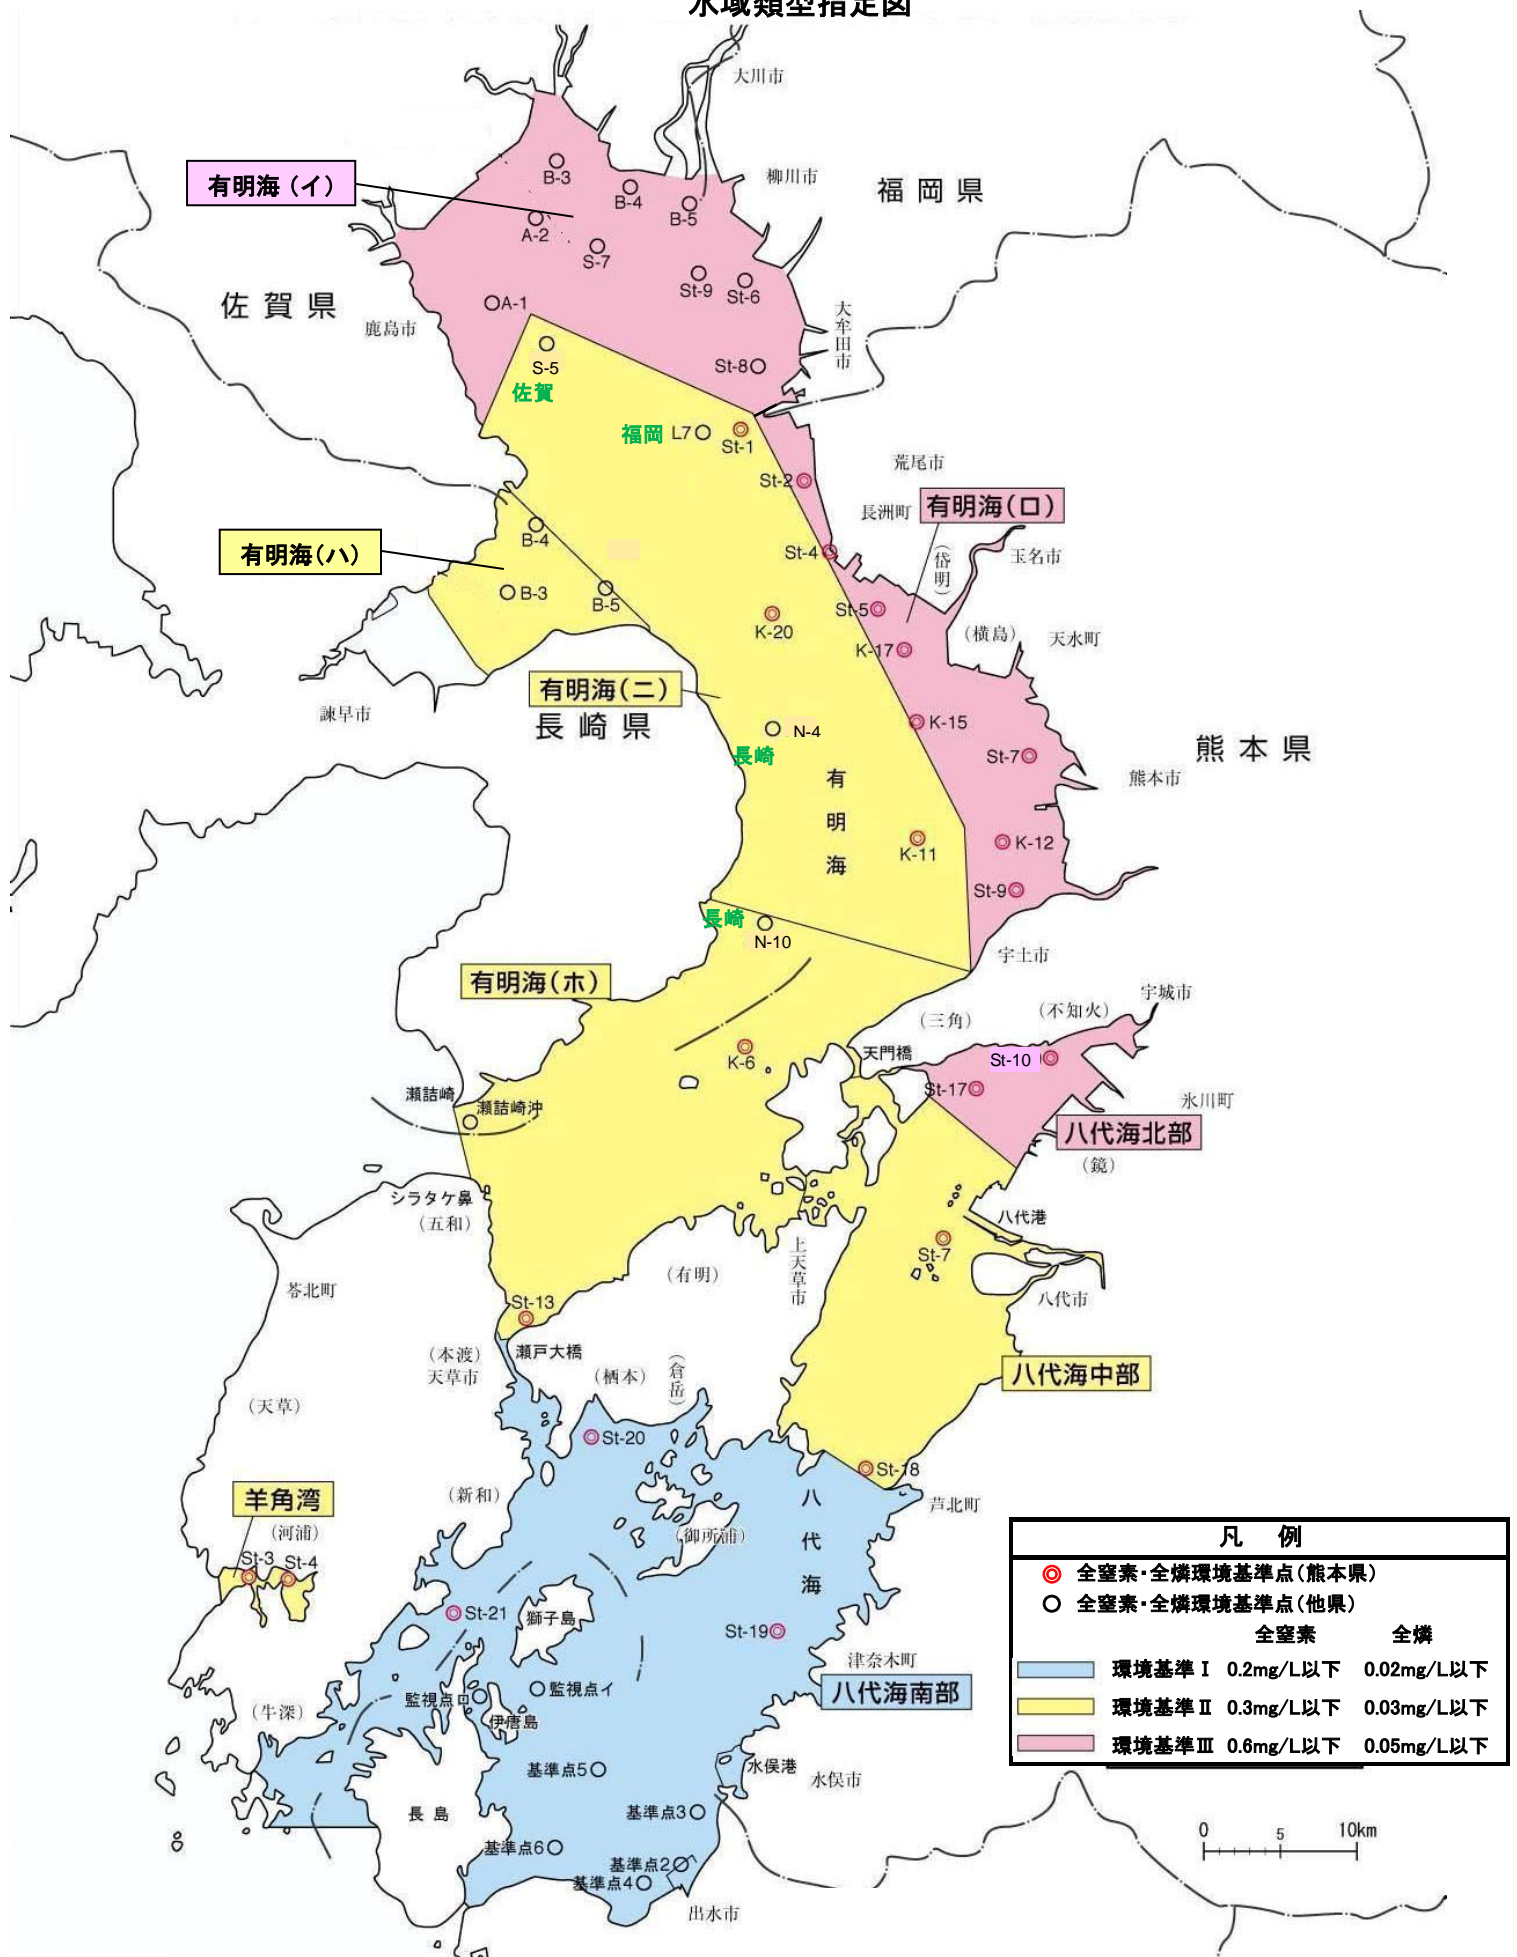 水域類型指定図
大川市
有明海（イ）
B-3
B-4
B-5
柳川市
福岡県
A-2
S-7
St-9
St-6
佐賀県
A-1
鹿島市
大牟田市
S-5
St-8
佐賀
福岡
L7
St-1
荒尾市
St-2
長洲町
有明海(ロ)
B-4
St-4
(岱明)
玉名市
有明海(ハ)
B-3
B-5
St-5
K-20
K-17
(横島)
天水町
有明海(ニ)
諫早市
長崎県
N-4
K-15
長崎
St-7
熊本県
有明海
熊本市
K-11
K-12
St-9
長崎
N-10
宇土市
有明海(ホ)
宇城市
(三角)
(不知火)
K-6
天門橋
St-10
瀬詰崎
瀬詰崎沖
St-17
氷川町
八代海北部
(鏡)
シラタケ鼻
(五和)
八代港
St-7
上天草市
(有明)
苓北町
八代市
St-13
(本渡)
天草市
瀬戸大橋
(栖本)
(倉岳)
八代海中部
(天草)
St-20
St-18
羊角湾
(新和)
八代海
芦北町
(河浦)
(御所浦)
St-3
St-4
St-21
獅子島
St-19
津奈木町
監視点ロ
監視点イ
八代海南部
(牛深)
伊唐島
基準点5
水俣港
水俣市
長島
基準点3
基準点6
基準点2
基準点4
出水市
凡 例
全窒素・全燐環境基準点(熊本県)
全窒素・全燐環境基準点(他県)
全窒素 全燐
環境基準Ⅰ 0.2mg/L以下 0.02mg/L以下
環境基準Ⅱ 0.3mg/L以下 0.03mg/L以下
環境基準Ⅲ 0.6mg/L以下 0.05mg/L以下
0 5 10km